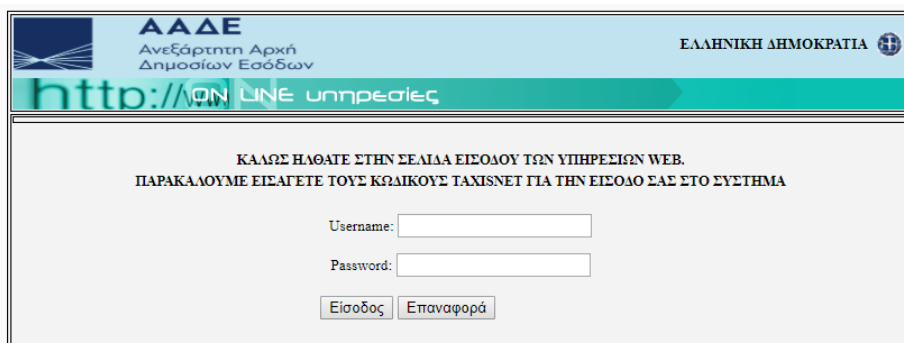 ΑΑΔΕ
Ανεξάρτητη Αρχή
Δημοσίων Εσόδων
ΕΛΛΗΝΙΚΗ ΔΗΜΟΚΡΑΤΙΑ
http://www
ON LINE υπηρεσίες
ΚΑΛΩΣ ΗΛΘΑΤΕ ΣΤΗΝ ΣΕΛΙΔΑ ΕΙΣΟΔΟΥ ΤΩΝ ΥΠΗΡΕΣΙΩΝ WEB.
ΠΑΡΑΚΑΛΟΥΜΕ ΕΙΣΑΓΕΤΕ ΤΟΥΣ ΚΩΔΙΚΟΥΣ TAXISNET ΓΙΑ ΤΗΝ ΕΙΣΟΔΟ ΣΑΣ ΣΤΟ ΣΥΣΤΗΜΑ
Username:
Password:
Είσοδος Επαναφορά